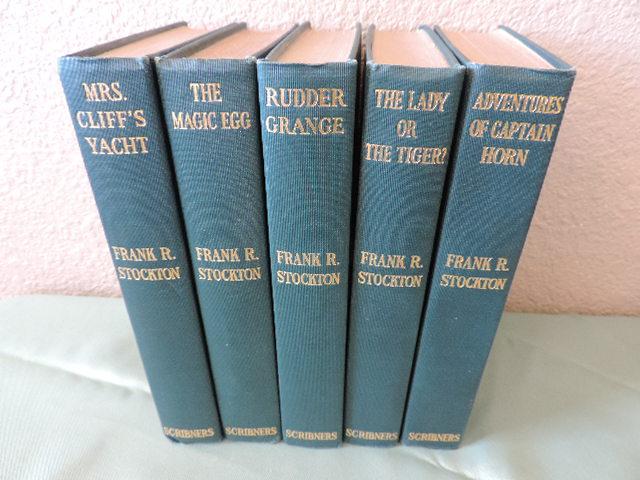 MRS.
CLIFF'S
YACHT
FRANK R.
STOCKTON
SCRIBNERS
THE
MAGIC EGG
FRANK R.
STOCKTON
SCRIBNERS
RUDDER
GRANGE
FRANK R.
STOCKTON
SCRIBNERS
THE LADY
OR
THE TIGER?
FRANK R.
STOCKTON
SCRIBNERS
ADVENTURES
OF CAPTAIN
HORN
FRANK R.
STOCKTON
SCRIBNERS